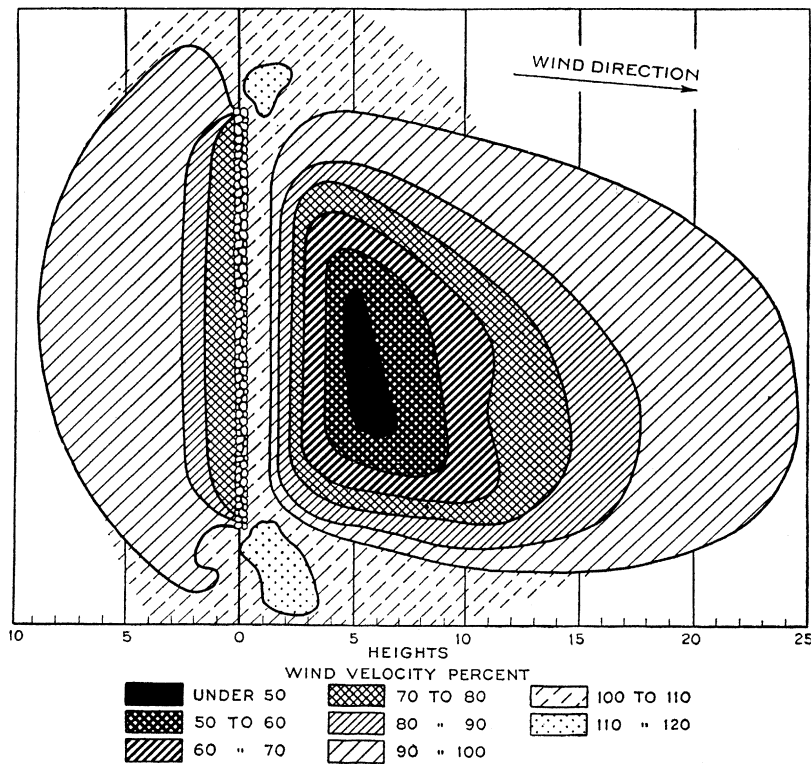 WIND DIRECTION
10 5 0 5 10 15 20 25
HEIGHTS
WIND VELOCITY PERCENT
UNDER 50 70 TO 80 100 TO 110
50 TO 60 80 " 90 110 " 120
60 " 70 90 " 100